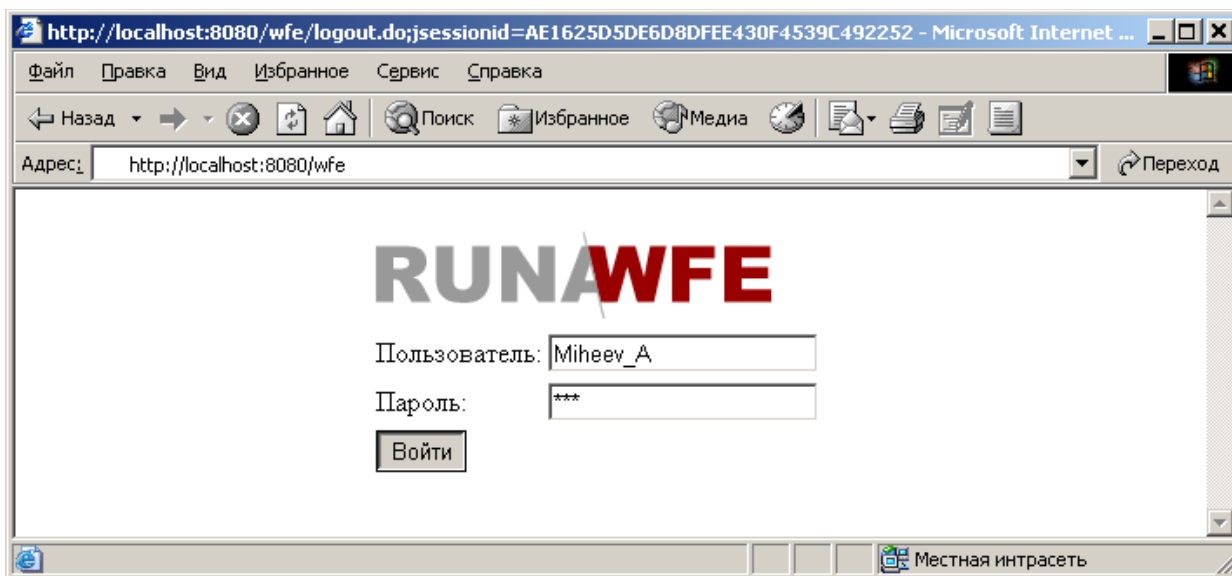 http://localhost:8080/wfe/logout.do;jsessionid=AE1625D5DE6D8DFEE430F4539C492252 - Microsoft Internet ...
Файл Правка Вид Избранное Сервис Справка
Назад Поиск Избранное Медиа
Адрес: http://localhost:8080/wfe Переход
RUNAWFE
Пользователь: Miheev_A
Пароль: ***
Войти
Местная интрасеть